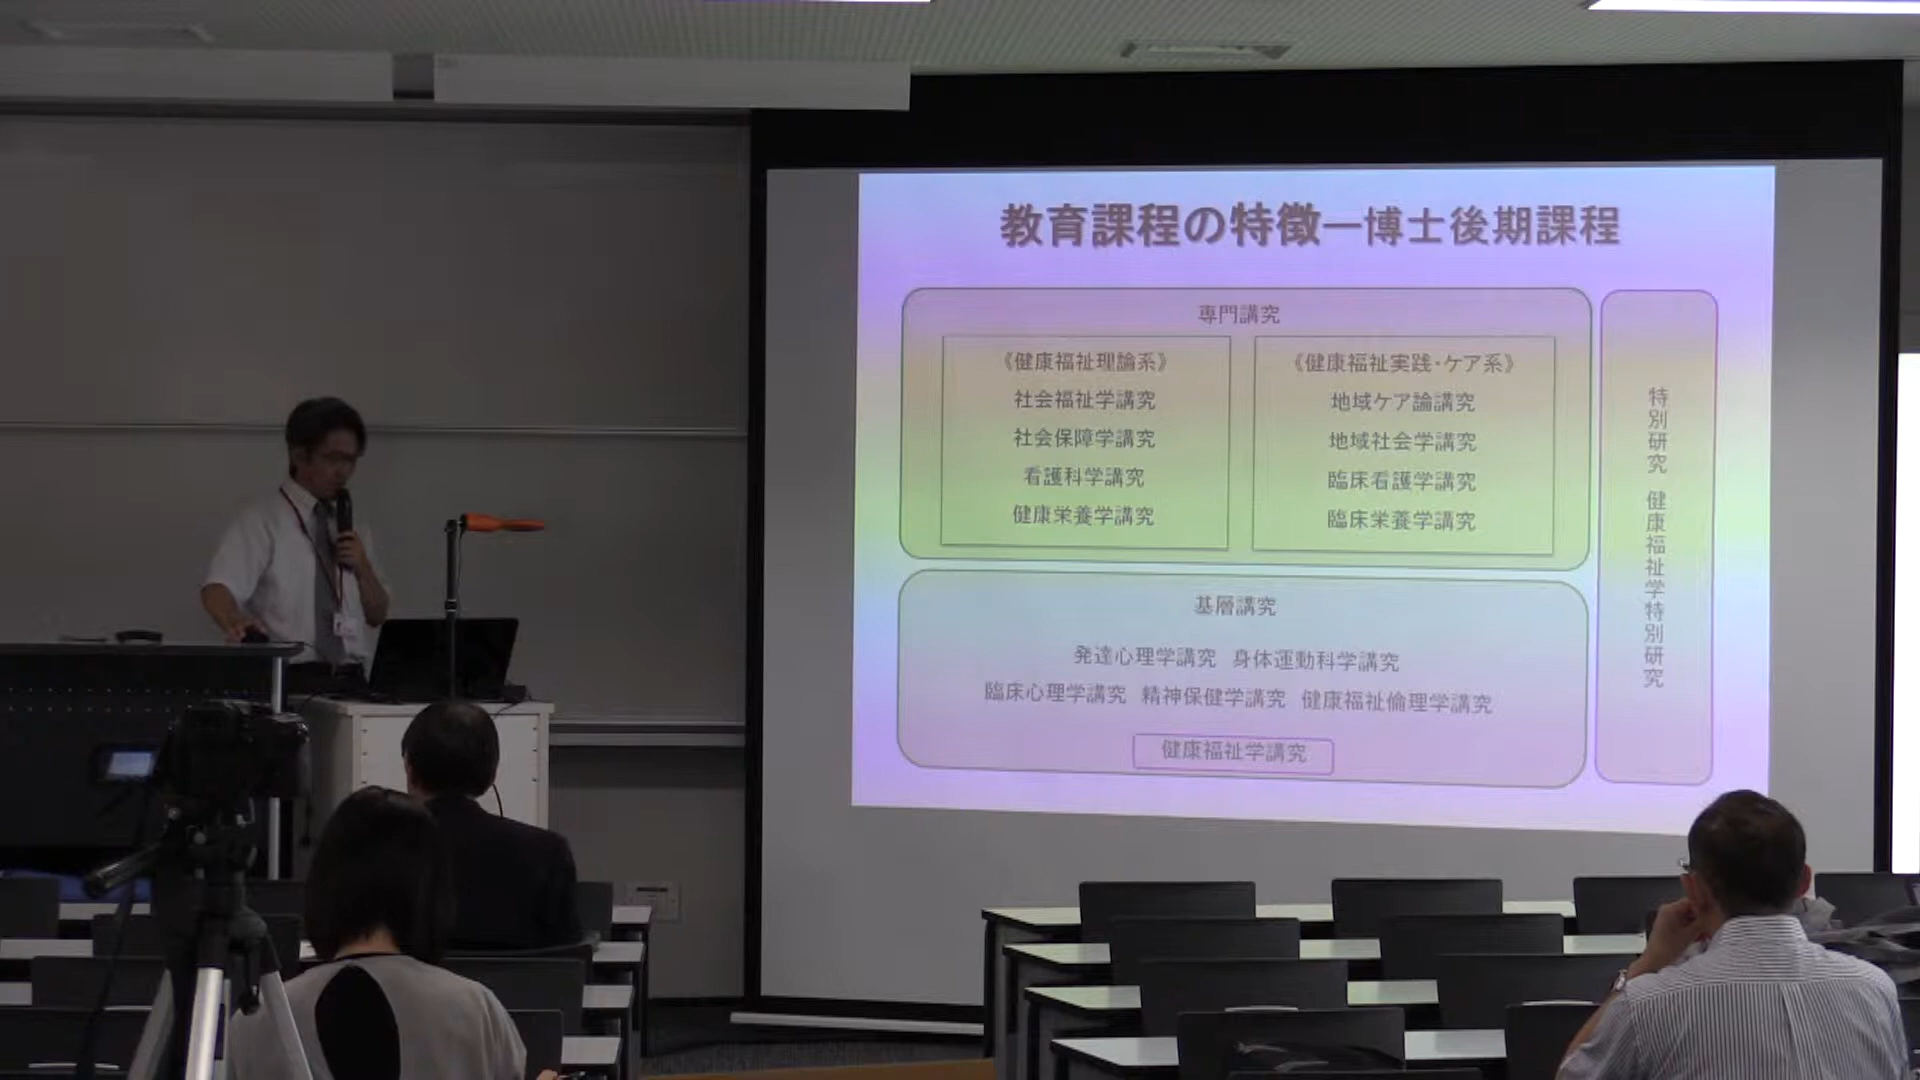 教育課程の特徴―博士後期課程
専門講究
《健康福祉理論系》
社会福祉学講究
社会保障学講究
看護科学講究
健康栄養学講究
《健康福祉実践・ケア系》
地域ケア論講究
地域社会学講究
臨床看護学講究
臨床栄養学講究
基層講究
発達心理学講究 身体運動科学講究
臨床心理学講究 精神保健学講究 健康福祉倫理学講究
健康福祉学講究
特別研究 健康福祉学特別研究